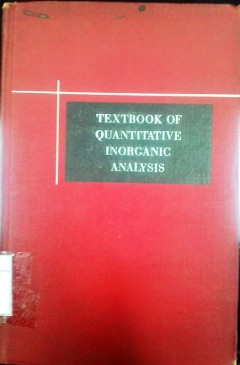 TEXTBOOK OF
QUANTITATIVE
INORGANIC
ANALYSIS